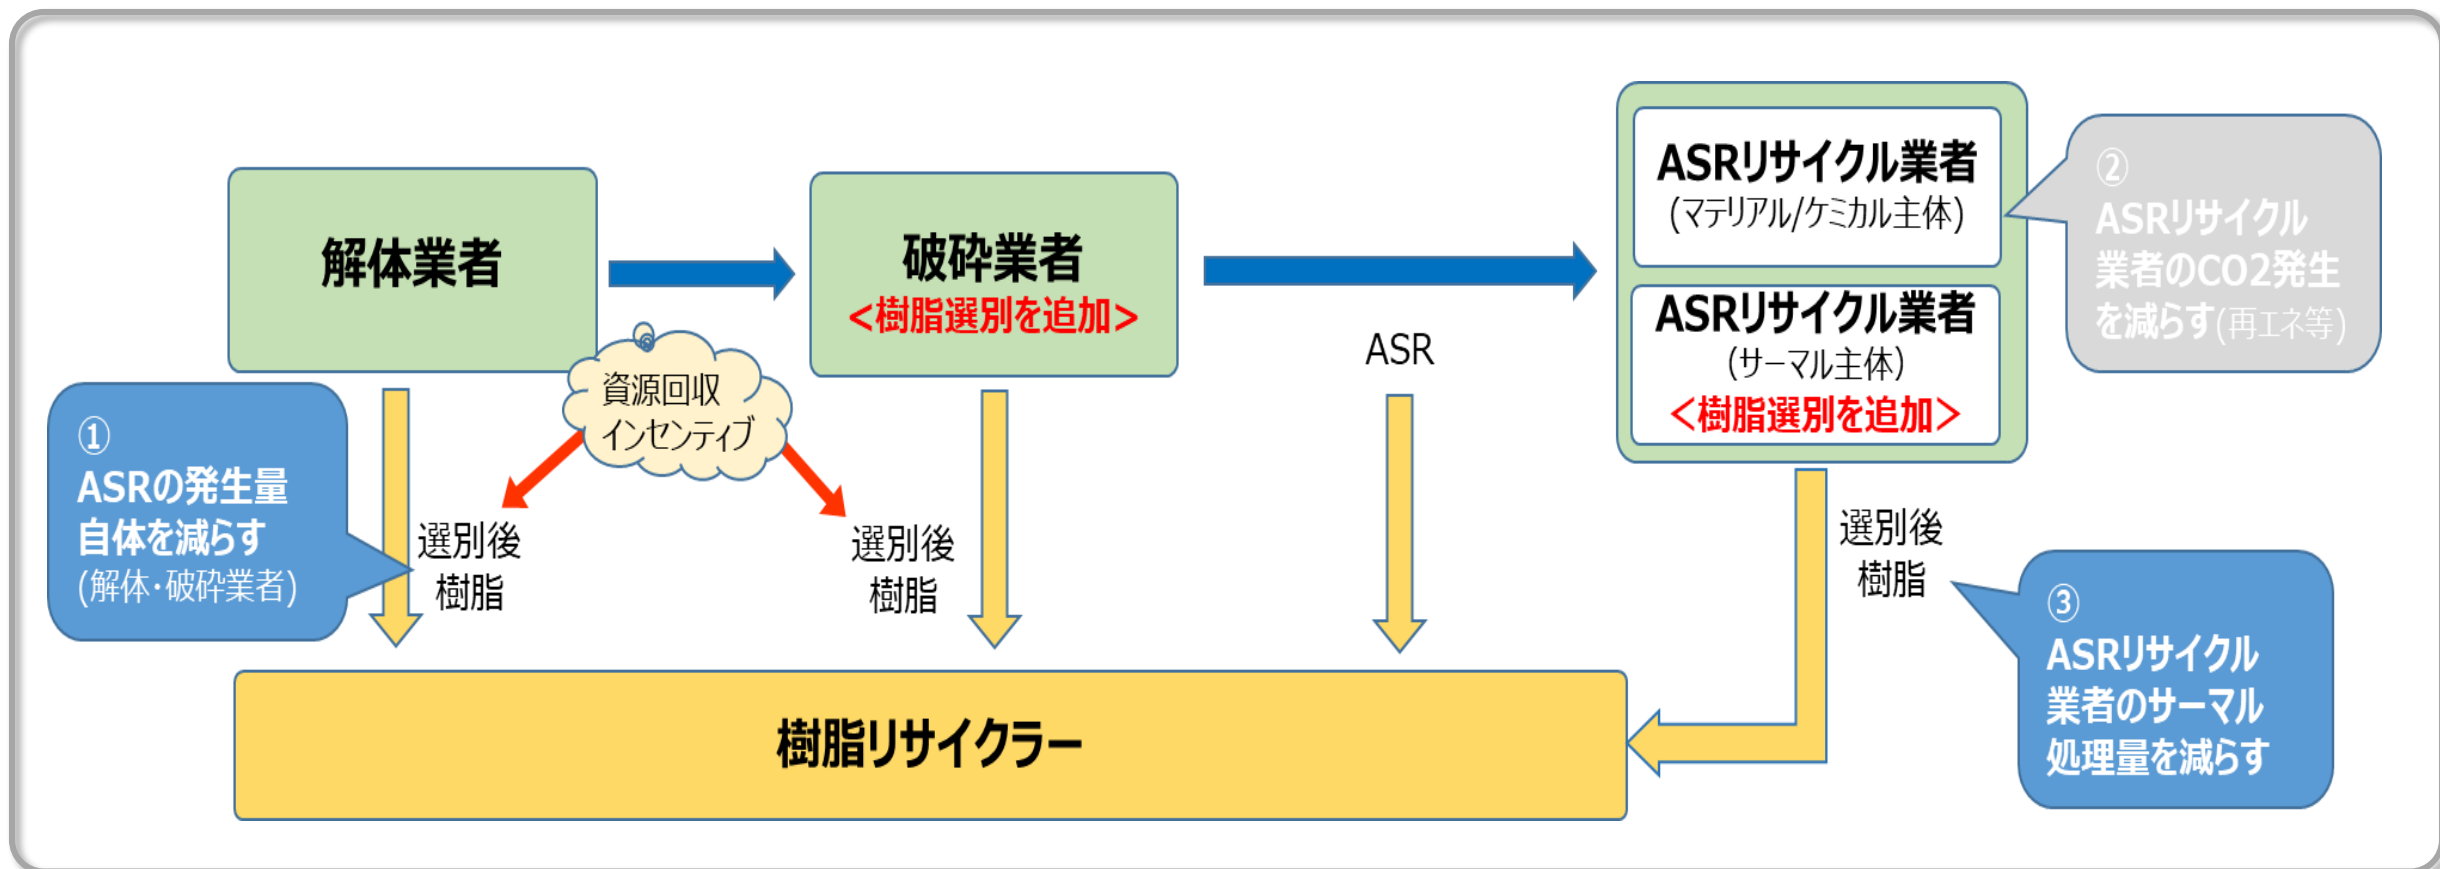 解体業者
破砕業者
<樹脂選別を追加>
ASRリサイクル業者
(マテリアル/ケミカル主体)
ASRリサイクル業者
(サーマル主体)
<樹脂選別を追加>
②
ASRリサイクル
業者のCO2発生
を減らす(再エネ等)
資源回収
インセンティブ
ASR
①
ASRの発生量
自体を減らす
(解体・破砕業者)
選別後
樹脂
選別後
樹脂
選別後
樹脂
③
ASRリサイクル
業者のサーマル
処理量を減らす
樹脂リサイクラー